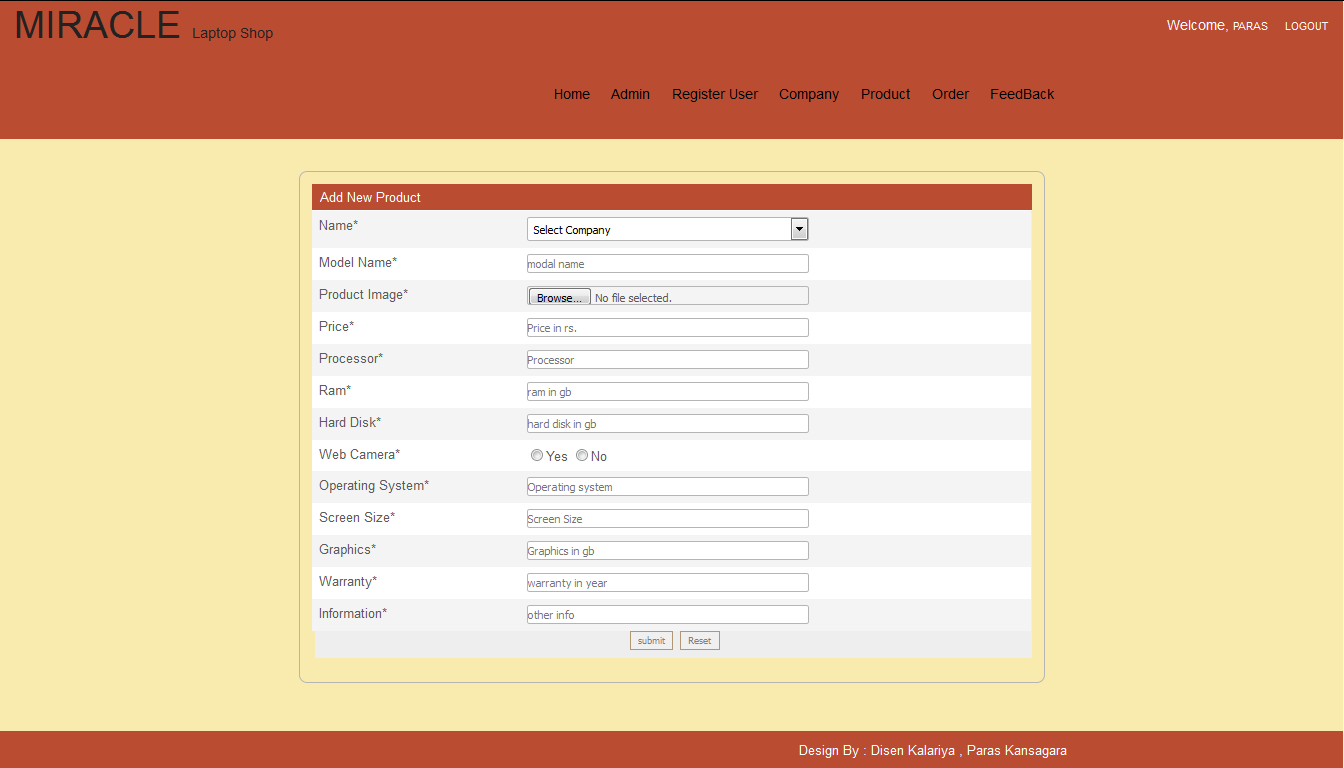 MIRACLE Laptop Shop
Welcome, PARAS LOGOUT
Home Admin Register User Company Product Order FeedBack
Add New Product
Name* Select Company
Model Name* modal name
Product Image* Browse... No file selected.
Price* Price in rs.
Processor* Processor
Ram* ram in gb
Hard Disk* hard disk in gb
Web Camera* Yes No
Operating System* Operating system
Screen Size* Screen Size
Graphics* Graphics in gb
Warranty* warranty in year
Information* other info
submit Reset
Design By : Disen Kalariya , Paras Kansagara